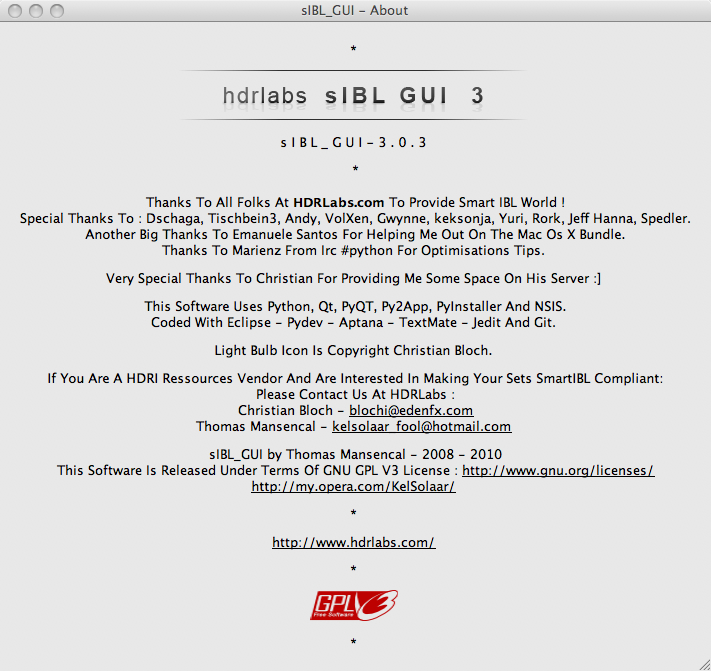 sIBL_GUI - About
*
hdrlabs sIBL GUI 3
sIBL_GUI-3.0.3
*
Thanks To All Folks At HDRLabs.com To Provide Smart IBL World !
Special Thanks To : Dschaga, Tischbein3, Andy, VolXen, Gwynne, keksonja, Yuri, Rork, Jeff Hanna, Spedler.
Another Big Thanks To Emanuele Santos For Helping Me Out On The Mac Os X Bundle.
Thanks To Marienz From Irc #python For Optimisations Tips.
Very Special Thanks To Christian For Providing Me Some Space On His Server :]
This Software Uses Python, Qt, PyQT, Py2App, PyInstaller And NSIS.
Coded With Eclipse - Pydev - Aptana - TextMate - Jedit And Git.
Light Bulb Icon Is Copyright Christian Bloch.
If You Are A HDRI Ressources Vendor And Are Interested In Making Your Sets SmartIBL Compliant:
Please Contact Us At HDRLabs :
Christian Bloch - blochi@edenfx.com
Thomas Mansencal - kelsolaar_fool@hotmail.com
sIBL_GUI by Thomas Mansencal - 2008 - 2010
This Software Is Released Under Terms Of GNU GPL V3 License : http://www.gnu.org/licenses/
http://my.opera.com/KelSolaar/
*
http://www.hdrlabs.com/
*
GPLv3
Free Software
*